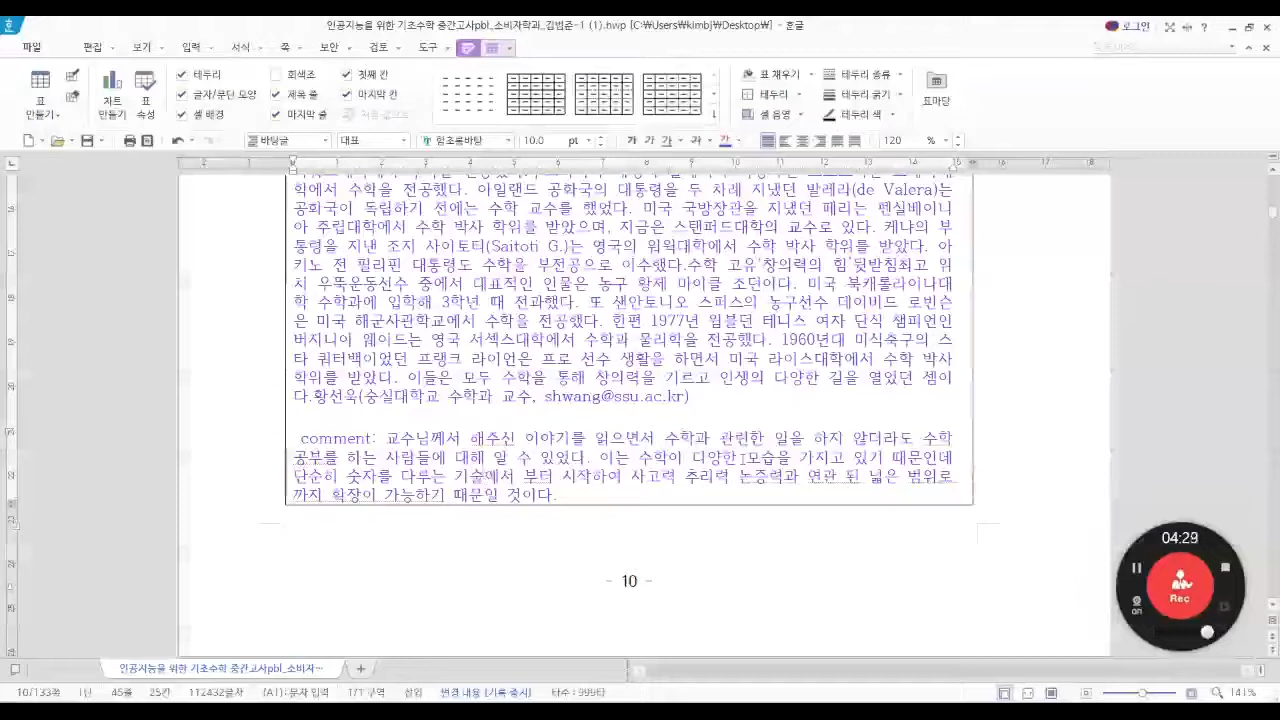 인공지능을 위한 기초수학 중간고사pbl_소비자학과_김범준-1 (1).hwp [C:₩Users₩kimbj₩Desktop₩] - 훈글
로그인
파일 편집 보기 입력 서식 쪽 보안 검토 도구
테두리 회색조 첫째 칸 표 채우기 테두리 종류
글자/문단 모양 제목 줄 마지막 칸 테두리 테두리 굵기
셀 배경 마지막 줄 셀 음영 테두리 색
표 만들기 차트 만들기 표 속성 표마당
바탕글 대표 함초롬바탕 10.0 pt 가 가 가 가 가 120 %
학에서 수학을 전공했다. 아일랜드 공화국의 대통령을 두 차례 지냈던 발레라(de Valera)는
공화국이 독립하기 전에는 수학 교수를 했었다. 미국 국방장관을 지냈던 페리는 펜실베이니
아 주립대학에서 수학 박사 학위를 받았으며, 지금은 스탠퍼드대학의 교수로 있다. 케냐의 부
통령을 지낸 조지 사이토티(Saitoti G.)는 영국의 워윅대학에서 수학 박사 학위를 받았다. 아
키노 전 필리핀 대통령도 수학을 부전공으로 이수했다.수학 고유'창의력의 힘'뒷받침최고 위
치 우뚝운동선수 중에서 대표적인 인물은 농구 황제 마이클 조던이다. 미국 북캐롤라이나대
학 수학과에 입학해 3학년 때 전과했다. 또 샌안토니오 스퍼스의 농구선수 데이비드 로빈슨
은 미국 해군사관학교에서 수학을 전공했다. 한편 1977년 윔블던 테니스 여자 단식 챔피언인
버지니아 웨이드는 영국 서섹스대학에서 수학과 물리학을 전공했다. 1960년대 미식축구의 스
타 쿼터백이었던 프랭크 라이언은 프로 선수 생활을 하면서 미국 라이스대학에서 수학 박사
학위를 받았다. 이들은 모두 수학을 통해 창의력을 기르고 인생의 다양한 길을 열었던 셈이
다.황선욱(숭실대학교 수학과 교수, shwang@ssu.ac.kr)
comment: 교수님께서 해주신 이야기를 읽으면서 수학과 관련한 일을 하지 않더라도 수학
공부를 하는 사람들에 대해 알 수 있었다. 이는 수학이 다양한 모습을 가지고 있기 때문인데
단순히 숫자를 다루는 기술에서 부터 시작하여 사고력 추리력 논증력과 연관 된 넓은 범위로
까지 확장이 가능하기 때문일 것이다.
- 10 -
04:29
Rec
on
인공지능을 위한 기초수학 중간고사pbl_소비자…
10/133쪽 1단 45줄 25칸 112432글자 (A1): 문자 입력 1/1 구역 삽입 변경 내용 [기록 중지] 타수 : 999타
141%